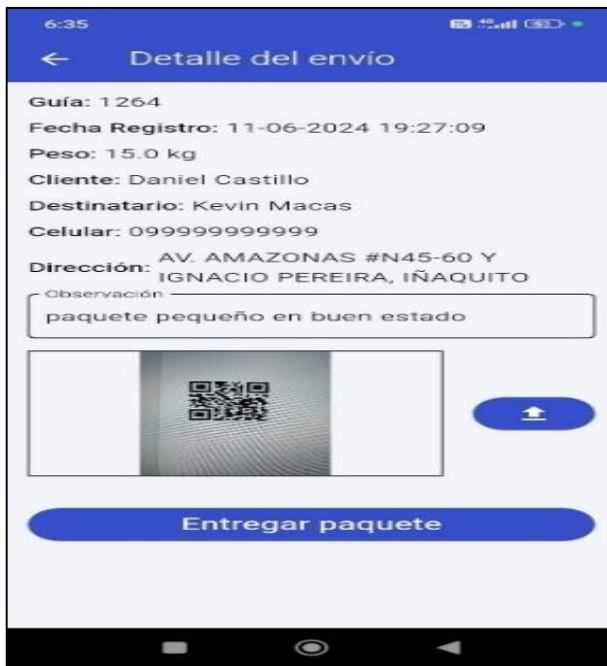 6:35
Detalle del envío
Guía: 1264
Fecha Registro: 11-06-2024 19:27:09
Peso: 15.0 kg
Cliente: Daniel Castillo
Destinatario: Kevin Macas
Celular: 099999999999
Dirección: AV. AMAZONAS #N45-60 Y
IGNACIO PEREIRA, IÑAQUITO
Observación
paquete pequeño en buen estado
Entregar paquete